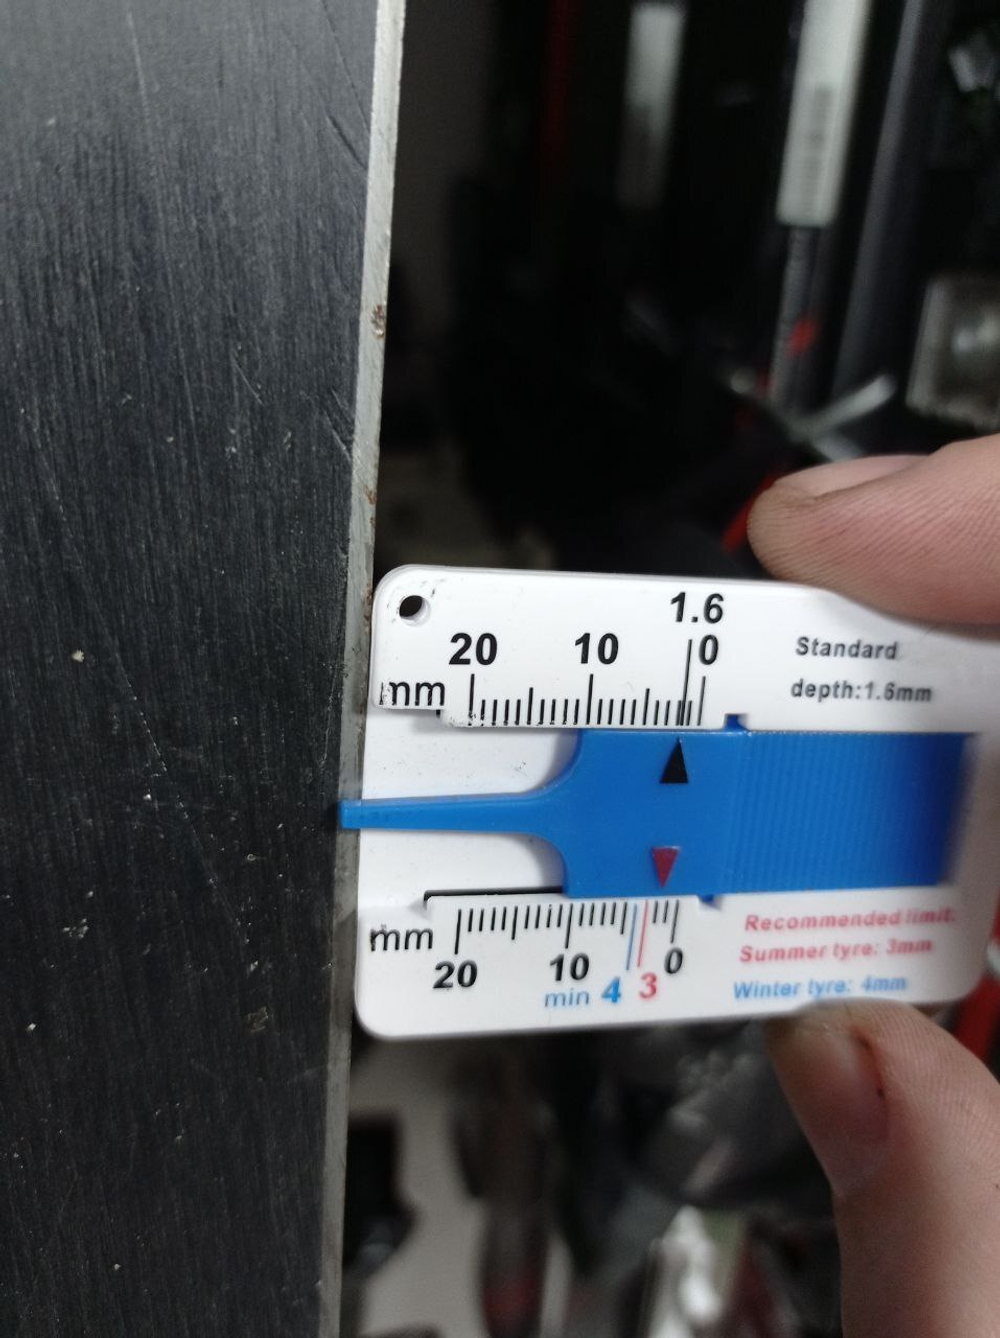 1.6
20 10 0
mm
Standard
depth:1.6mm
mm
20 10 0
min 4 3
Recommended limit:
Summer tyre: 3mm
Winter tyre: 4mm